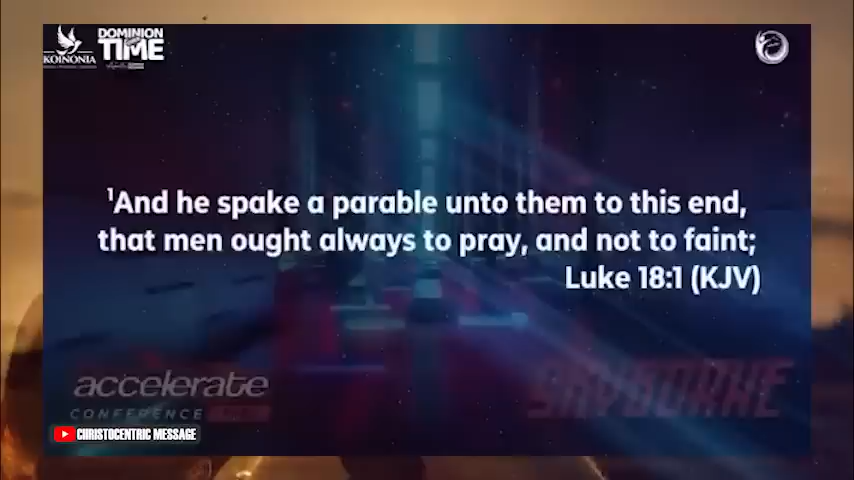 KOINONIA
DOMINION
TIME
¹And he spake a parable unto them to this end,
that men ought always to pray, and not to faint;
Luke 18:1 (KJV)
accelerate
CONFERENCE
SKYBORNE
CHRISTOCENTRIC MESSAGE